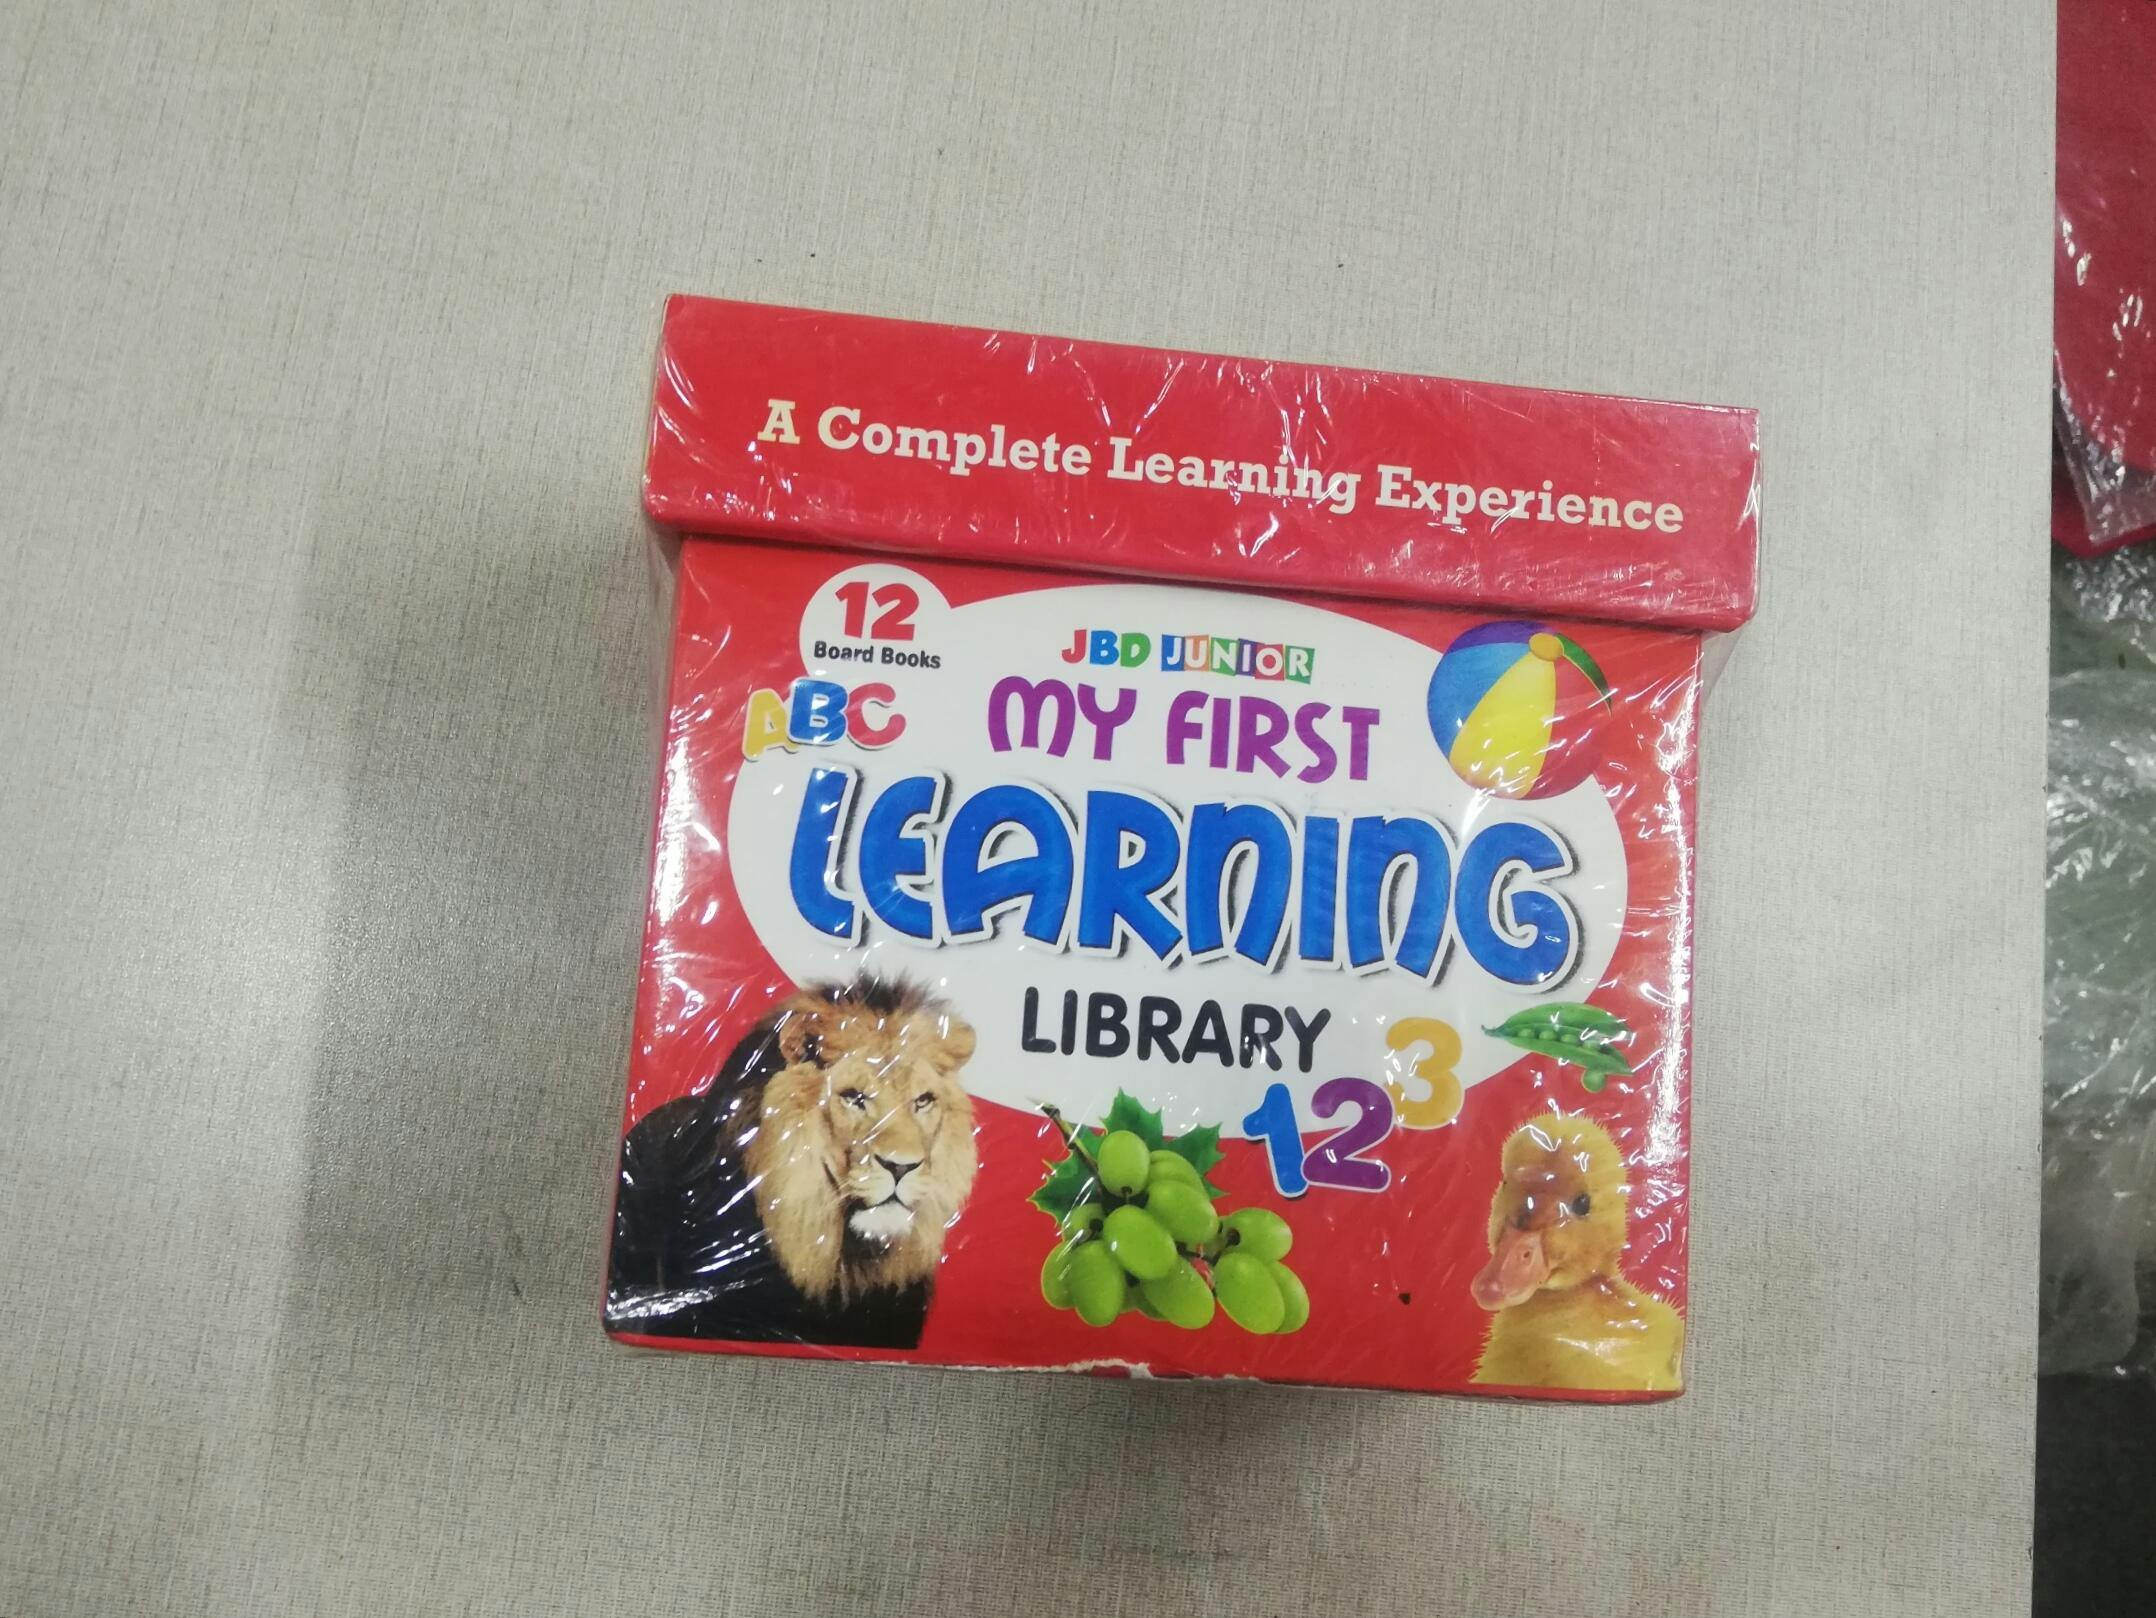 A Complete Learning Experience
12
Board Books
JBD JUNIOR
ABC
MY FIRST
LEARNING
LIBRARY
123